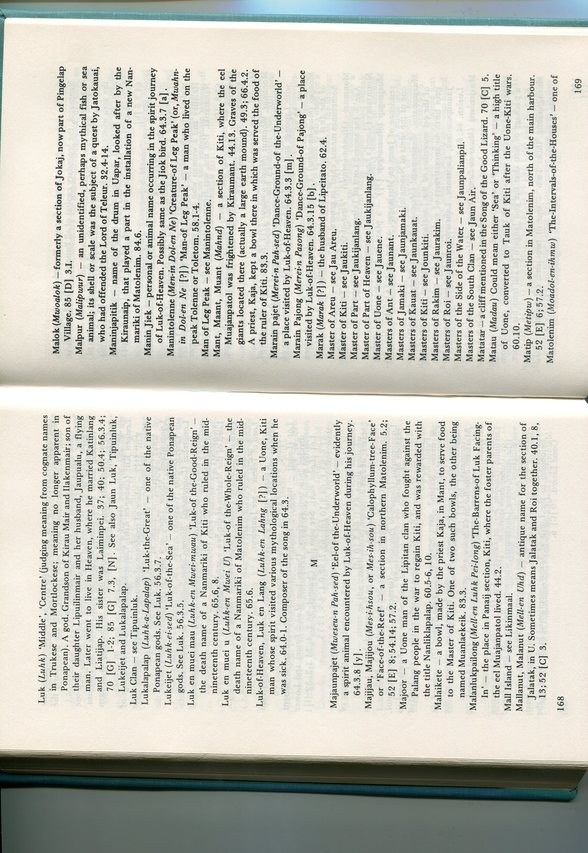 Luk (Luhk) 'Middle', 'Centre' (judging meaning from cognate names
in Trukese and Mortlockese; meaning no longer apparent in
Ponapean). A god. Grandson of Kirau Mair and Ilakenmair; son of
their daughter Lipuilinmair and her husband, Jaupualu, a flying
man. Later went to live in Heaven, where he married Katinlang
and Liatijap. His sister was Laiminpei. 37; 40; 50.4; 56.3.4;
70 [G] 1-2; 85 [G] 7.3, [N]. See also Jaun Luk, Tipuinluk,
Lukeijet and Lukalapalap.
Luk Clan — see Tipuinluk.
Lukalapalap (Luhk-a-Lapalap) 'Luk-the-Great' — one of the native
Ponapean gods. See Luk. 56.3.7.
Lukeijet (Luhk-ei-sed) 'Luk-of-the-Sea' — one of the native Ponapean
gods. See Luk. 56.3.5.
Luk en muei mau (Luhk-en Mwei-mwau) 'Luk-of-the-Good-Reign' —
the death name of a Nanmariki of Kiti who ruled in the mid-
nineteenth century. 65.6, 8.
Luk en muei u (Luhk-en Mwei U) 'Luk-of-the-Whole-Reign' — the
death name of a Nanmariki of Matolenim who ruled in the mid-
nineteenth century. 65.6.
Luk-of-Heaven, Luk en Lang (Luhk-en Lahng [?]) — a Uone, Kiti
man whose spirit visited various mythological locations when he
was sick. 64.0-1. Composer of the song in 64.3.
M
Majaunpajet (Mweseu-n Pah-sed) 'Eel-of the-Underworld' — evidently
a spirit animal encountered by Luk-of-Heaven during his journey.
64.3.8 [y].
Majijau, Majijou (Mes-i-hsou, or Mes-ih-sou) 'Calophyllum-tree-Face'
or 'Face-of-the-Reef' — a section in northern Matolenim. 5.2;
52 [E] 8; 54.14; 57.2.
Majoor — a Uone man of the Lipitan clan who fought against the
Palang people in the war to regain Kiti, and was rewarded with
the title Nanliklapalap. 60.5-6, 10.
Malaikete — a bowl, made by the priest Kaja, in Mant, to serve food
to the Master of Kiti. One of two such bowls, the other being
named Muanlaekeik. 83.3.
Malanlukpailong (Mell-en Luhk Pei-long) 'The-Barrens-of Luk Facing-
In' — the place in Panaij section, Kiti, where the foster parents of
the eel Muajanpatol lived. 44.2.
Mall Island — see Likinmaal.
Mallanut, Malanut (Mell-en Uhd) — antique name for the section of
Jalatak, in U. Sometimes means Jalatak and Roi together. 40.1, 8,
13; 52 [C] 3.
168
Malok (Mwoalok) — formerly a section of Jokaj, now part of Pingelap
Village. 85 [D] 3.I.
Malpur (Malipwur) — an unidentified, perhaps mythical fish or sea
animal; its shell or scale was the subject of a quest by Jatokauai,
who had offended the Lord of Teleur. 32.4-14.
Maninjapitik — name of the drum in Uapar, looked after by the
Kiraunaip, that played a part in the installation of a new Nan-
mariki of Matolenim. 84.6.
Manin Jiek — personal or animal name occurring in the spirit journey
of Luk-of-Heaven. Possibly same as the Jiok bird. 64.3.7 [a].
Manintolenne (Men-in Dol-en Ne) 'Creature-of Leg Peak' (or, Mwahn-
in Dol-en Ne [?]) 'Man-of Leg Peak' — a man who lived on the
peak Tolenne or Toletom. 58.1-4.
Man of Leg Peak — see Manintolenne.
Mant, Maant, Muant (Mahnd) — a section of Kiti, where the eel
Muajanpatol was frightened by Kiraumant. 44.13. Graves of the
giants located there (actually a large earth mound). 49.3; 66.4.2.
A priest, Kaja, kept a bowl there in which was served the food of
the ruler of Kiti. 83.3.
Marain pajet (Merei-n Pah-sed) 'Dance-Ground of the-Underworld' —
a place visited by Luk-of-Heaven. 64.3.3 [m].
Marain Pajong (Merei-n Pasong) 'Dance-Ground-of Pajong' — a place
visited by Luk-of-Heaven. 64.3.15 [b].
Marak (Marak [?]) — the husband of Lipeitato. 62.4.
Master of Areu — see Jau Areu.
Master of Kiti — see Jaukiti.
Master of Part — see Jaukijanglang.
Master of Part of Heaven — see Jaukijanglang.
Master of Uone — see Jauene.
Masters of Ant — see Jaunant.
Masters of Jamaki — see Jaunjamaki.
Masters of Kauat — see Jaunkauat.
Masters of Kiti — see Jounkiti.
Masters of Rakim — see Jaurakim.
Masters of Roi — see Jaunroi.
Masters of the Side of the Water — see Jaunpalianpil.
Masters of the South Clan — see Jaun Air.
Matatar — a cliff mentioned in the Song of the Good Lizard. 70 [C] 5.
Matau (Madau) Could mean either 'Sea' or 'Thinking' — a high title
of Uone, converted to Tauk of Kiti after the Uone-Kiti wars.
60.10.
Matip (Metipw) — a section in Matolenim, north of the main harbour.
52 [E] 6; 57.2.
Matolenim (Moadol-en-ihmw) 'The-Intervals-of-the-Houses' — one of
169